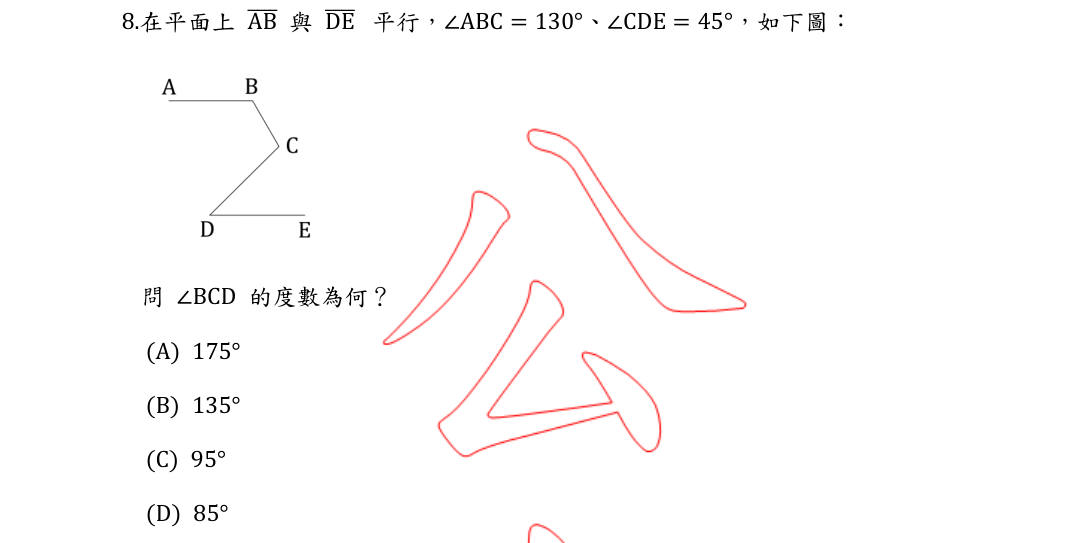 8.在平面上 AB 與 DE 平行，∠ABC = 130°、∠CDE = 45°，如下圖：
A B
C
D E
問 ∠BCD 的度數為何？
(A) 175°
(B) 135°
(C) 95°
(D) 85°
公